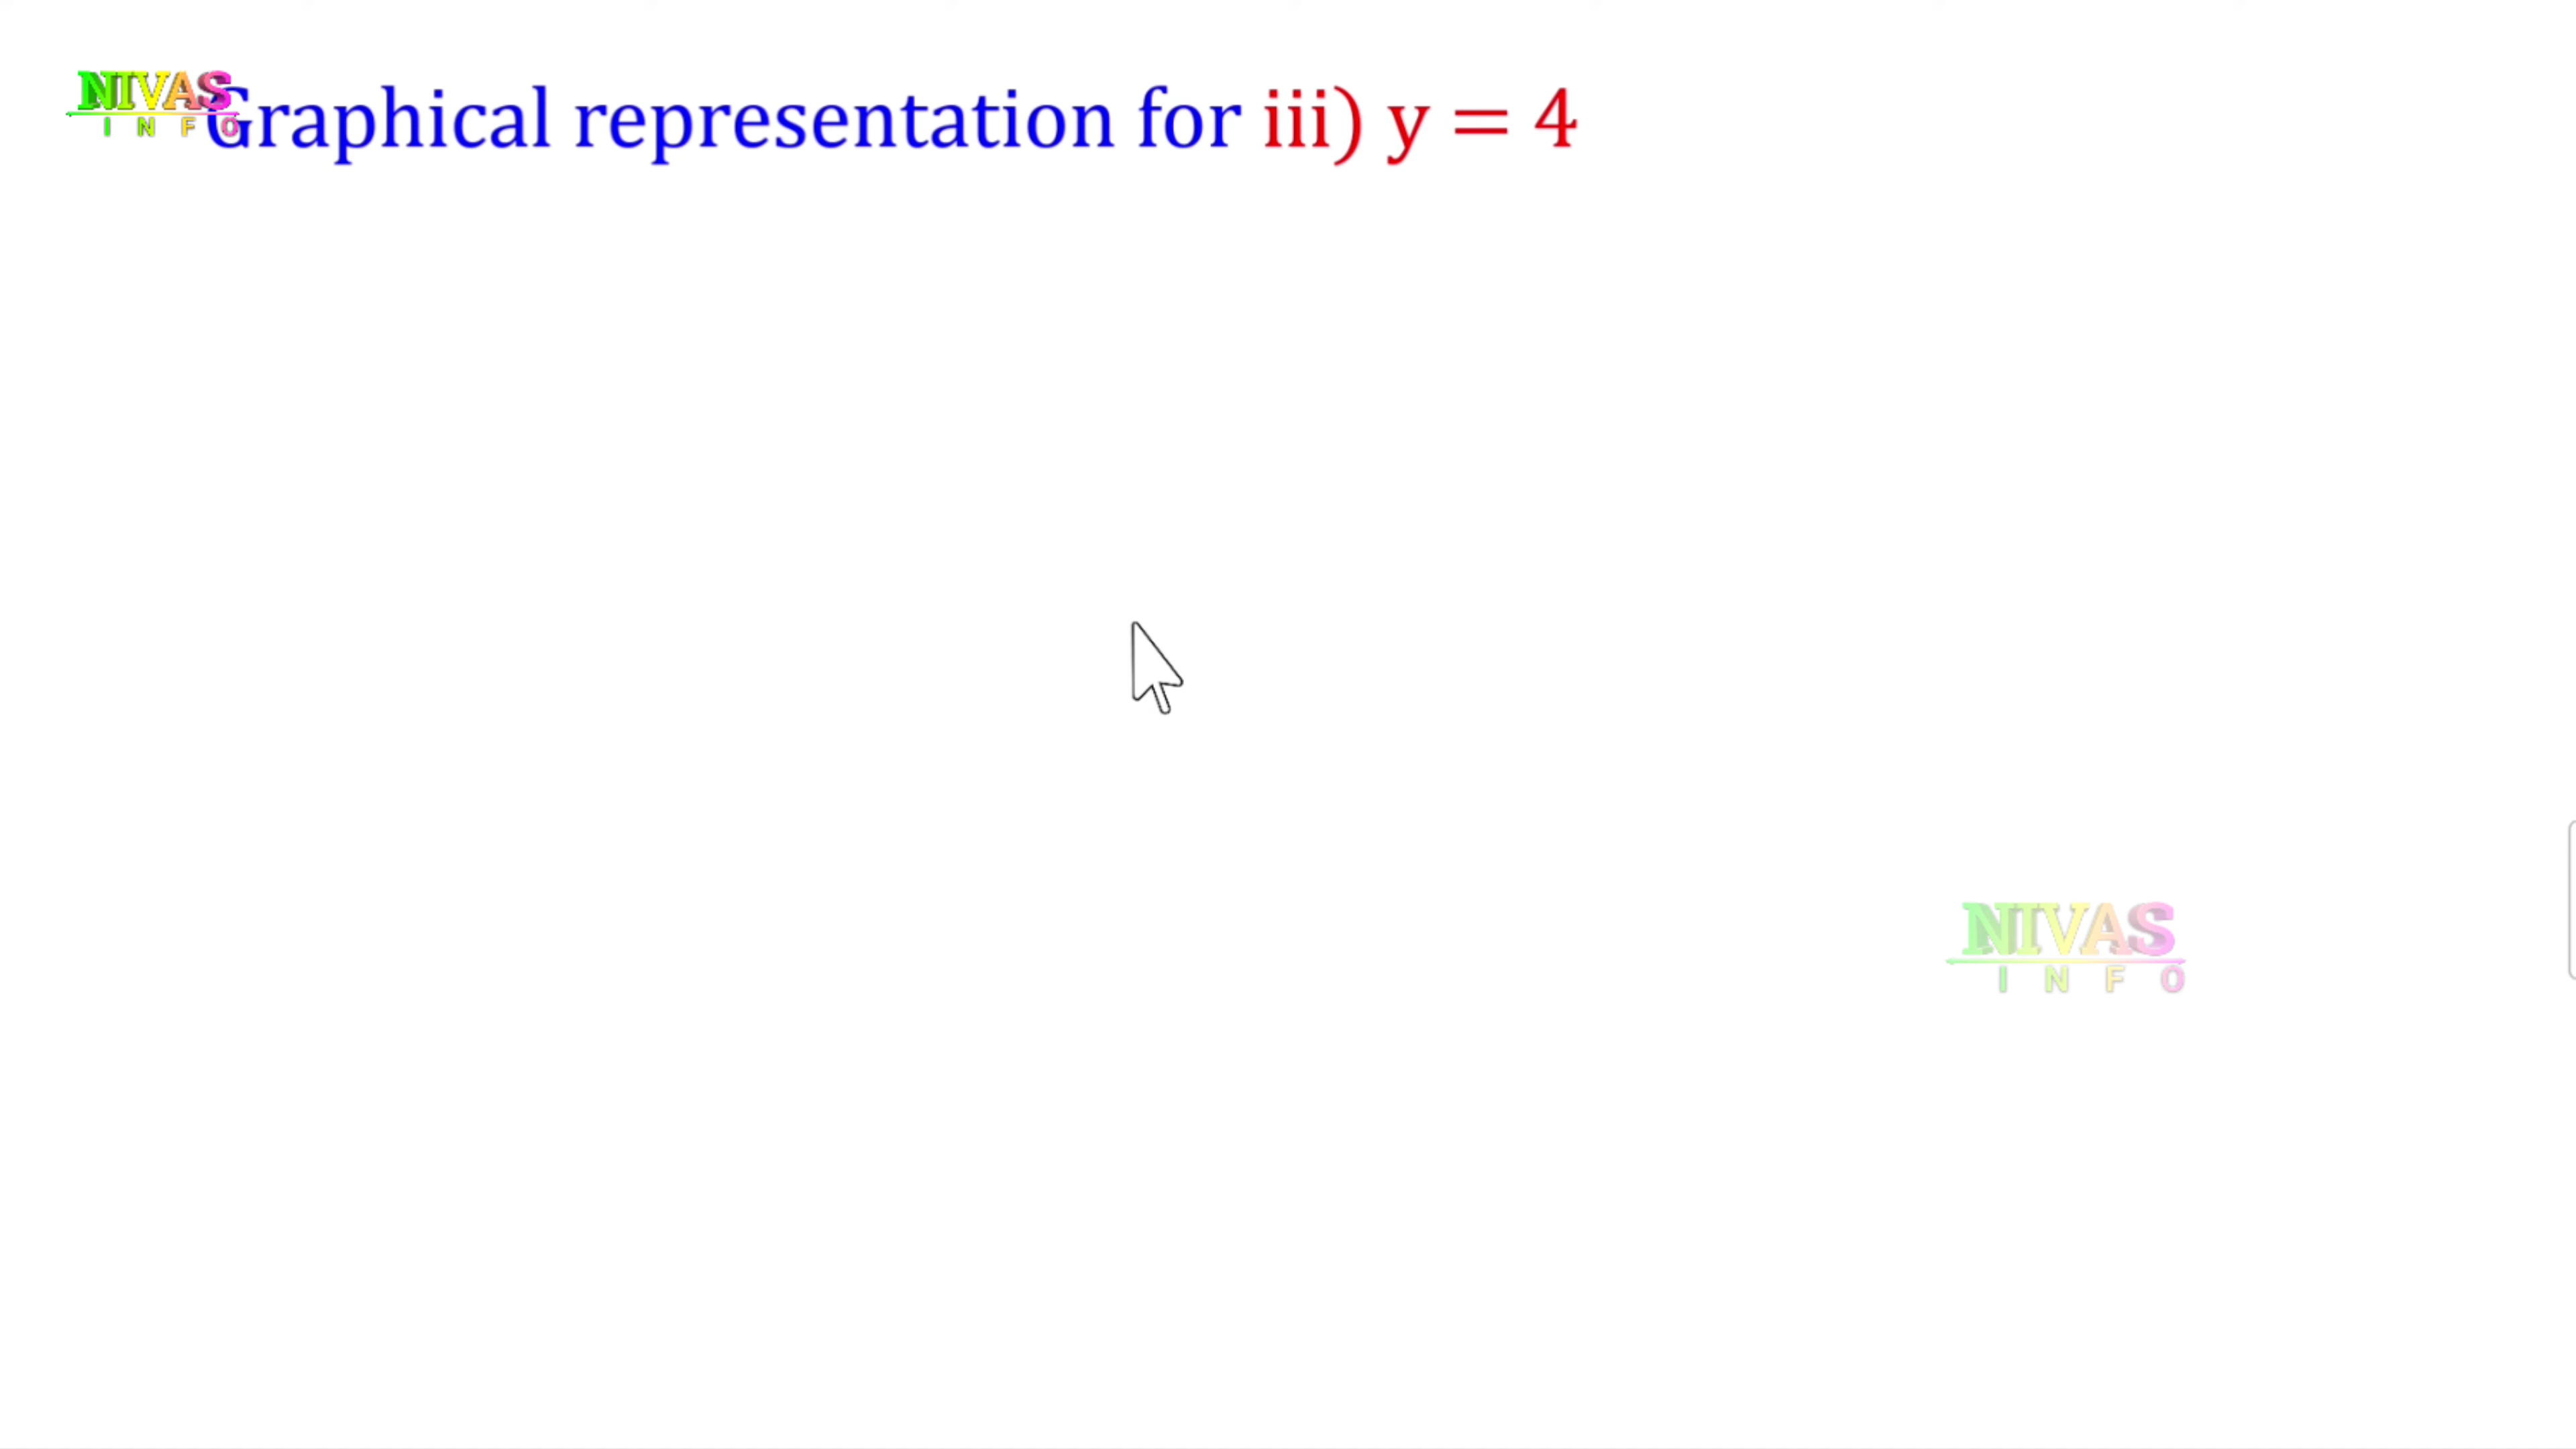 NIVAS
INFO
Graphical representation for iii) y = 4
NIVAS
INFO